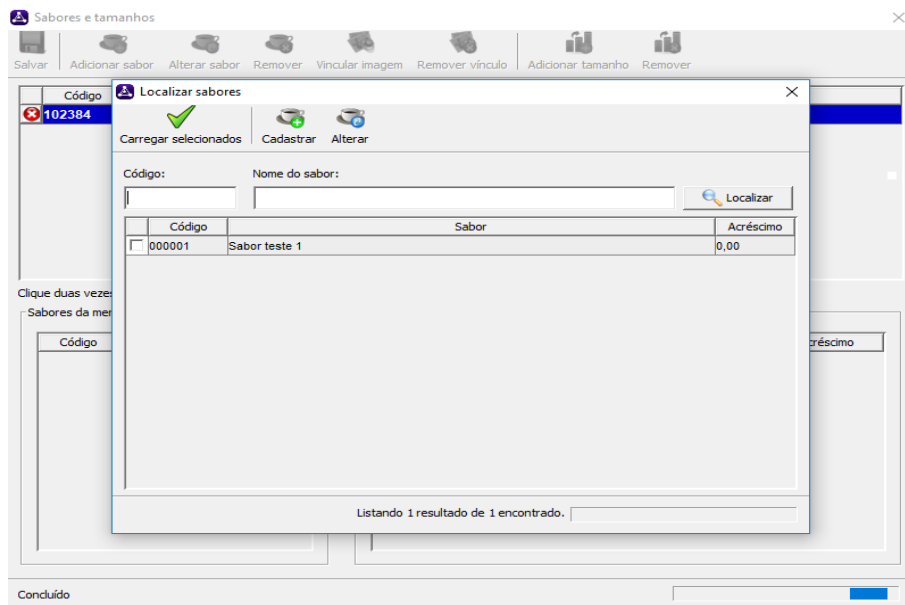 Sabores e tamanhos
Salvar Adicionar sabor Alterar sabor Remover Vincular imagem Remover vínculo Adicionar tamanho Remover
Código
102384
Localizar sabores
Carregar selecionados Cadastrar Alterar
Código: Nome do sabor:
Localizar
Código Sabor Acréscimo
000001 Sabor teste 1 0,00
Clique duas vezes
Sabores da mer
Código créscimo
Listando 1 resultado de 1 encontrado.
Concluído